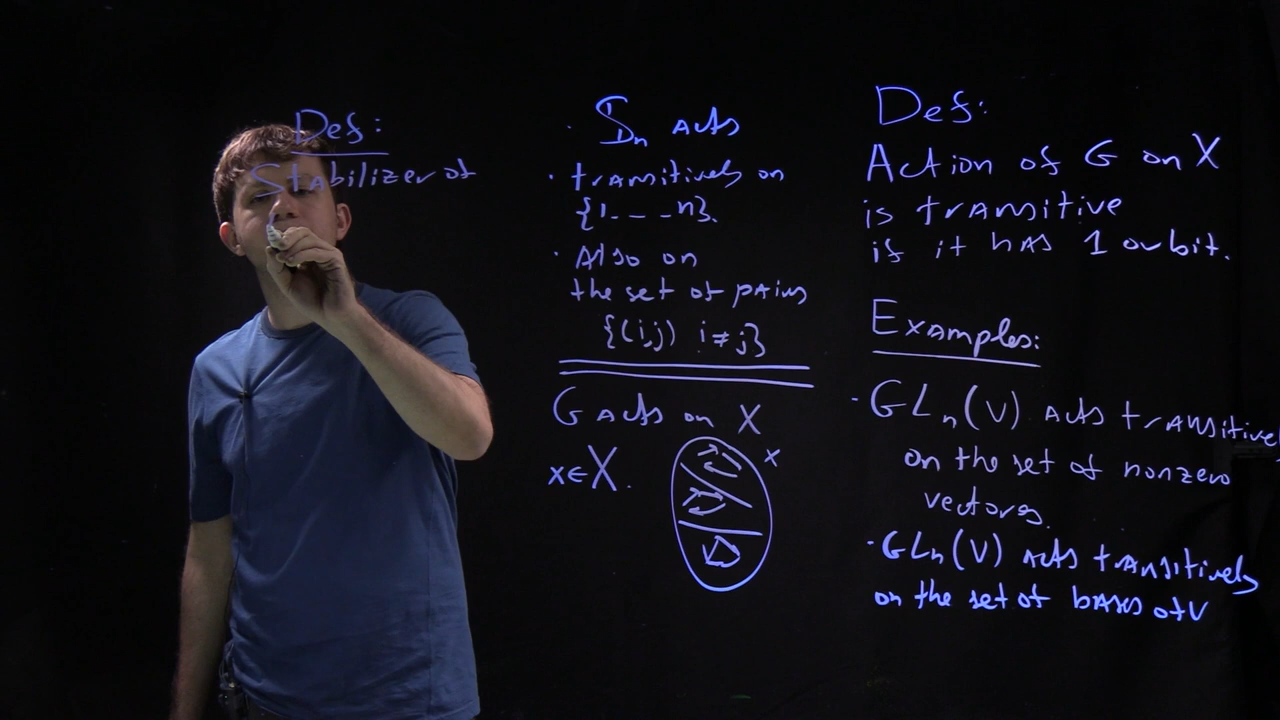 Def:
Stabilizer of
· Sn acts
· transitively on
{1---n}.
· Also on
the set of pairs
{(i,j) i≠j}
G acts on X
x∈X.
X
Def:
Action of G on X
is transitive
if it has 1 orbit.
Examples:
· GLn(V) acts transitively
on the set of nonzero
vectors.
· GLn(V) acts transitively
on the set of bases of V